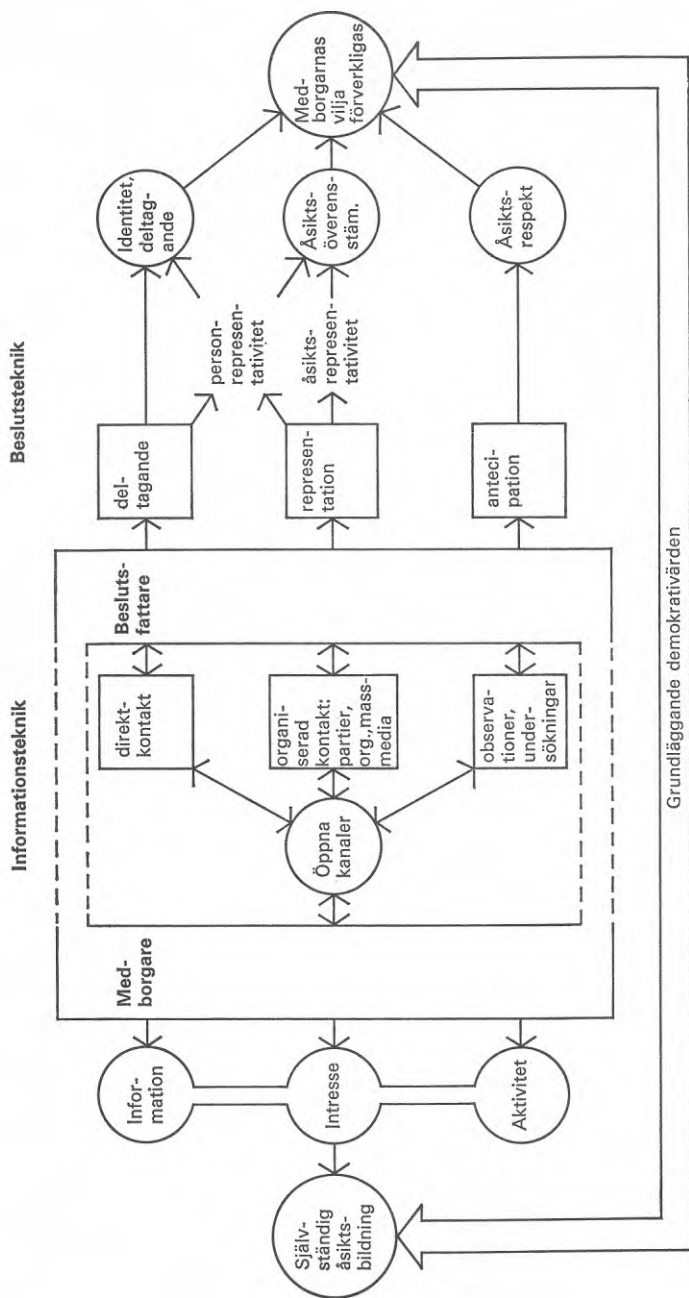 Informationsteknik
Beslutsteknik
Själv-
ständig
åsikts-
bildning
Infor-
mation
Intresse
Aktivitet
Med-
borgare
Öppna
kanaler
direkt-
kontakt
organi-
serad
kontakt:
partier,
org.,mass-
media
observa-
tioner,
under-
sökningar
Besluts-
fattare
del-
tagande
represen-
tation
anteci-
pation
person-
represen-
tativitet
åsikts-
represen-
tativitet
Identitet,
deltag-
ande
Åsikts-
överens-
stäm.
Åsikts-
respekt
Med-
borgarnas
vilja
förverkligas
Grundläggande demokrativärden